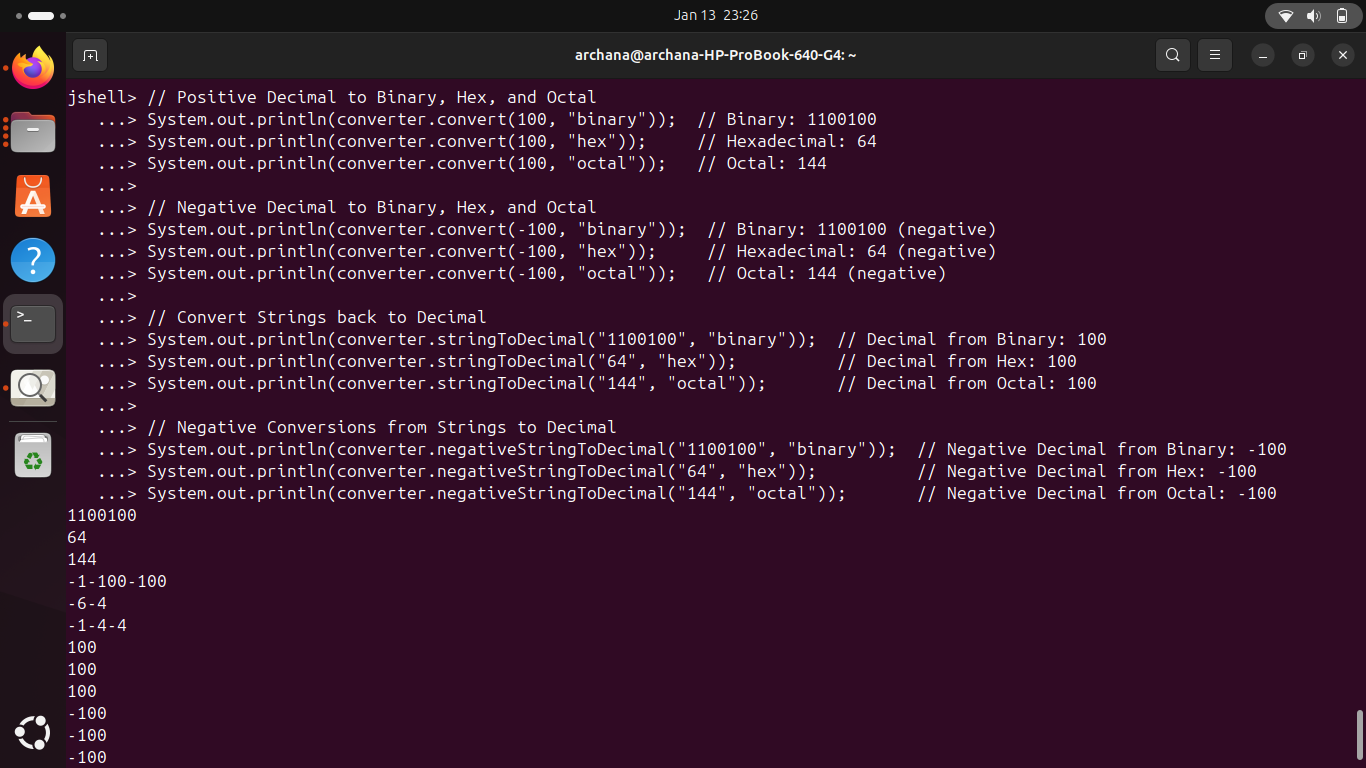 Jan 13  23:26
archana@archana-HP-ProBook-640-G4: ~
jshell> // Positive Decimal to Binary, Hex, and Octal
   ...> System.out.println(converter.convert(100, "binary"));  // Binary: 1100100
   ...> System.out.println(converter.convert(100, "hex"));     // Hexadecimal: 64
   ...> System.out.println(converter.convert(100, "octal"));   // Octal: 144
   ...>
   ...> // Negative Decimal to Binary, Hex, and Octal
   ...> System.out.println(converter.convert(-100, "binary"));  // Binary: 1100100 (negative)
   ...> System.out.println(converter.convert(-100, "hex"));     // Hexadecimal: 64 (negative)
   ...> System.out.println(converter.convert(-100, "octal"));   // Octal: 144 (negative)
   ...>
   ...> // Convert Strings back to Decimal
   ...> System.out.println(converter.stringToDecimal("1100100", "binary"));  // Decimal from Binary: 100
   ...> System.out.println(converter.stringToDecimal("64", "hex"));          // Decimal from Hex: 100
   ...> System.out.println(converter.stringToDecimal("144", "octal"));       // Decimal from Octal: 100
   ...>
   ...> // Negative Conversions from Strings to Decimal
   ...> System.out.println(converter.negativeStringToDecimal("1100100", "binary"));  // Negative Decimal from Binary: -100
   ...> System.out.println(converter.negativeStringToDecimal("64", "hex"));          // Negative Decimal from Hex: -100
   ...> System.out.println(converter.negativeStringToDecimal("144", "octal"));       // Negative Decimal from Octal: -100
1100100
64
144
-1-100-100
-6-4
-1-4-4
100
100
100
-100
-100
-100